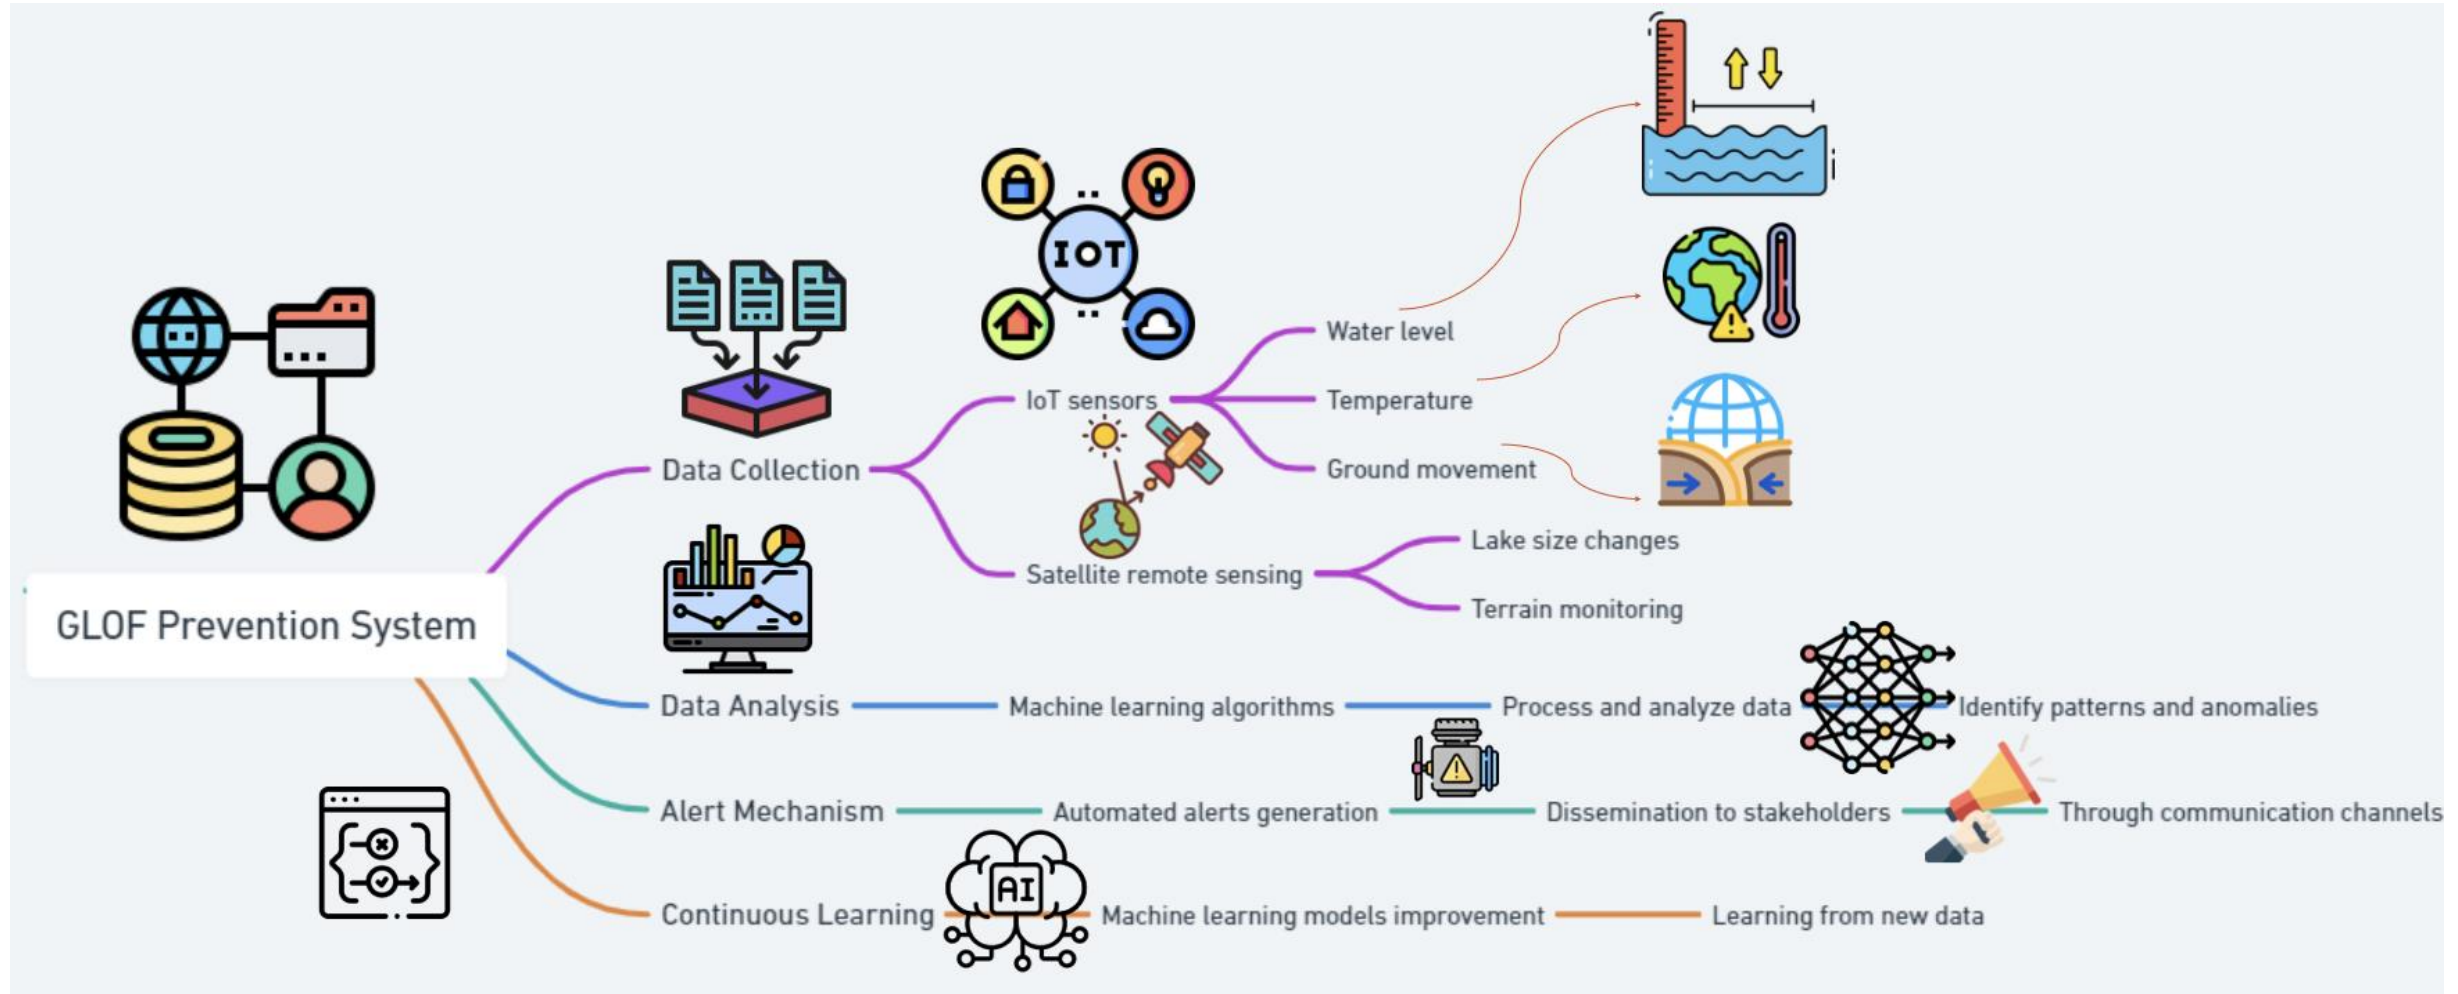 IOT
Water level
IoT sensors
Temperature
Data Collection
Ground movement
Lake size changes
Satellite remote sensing
Terrain monitoring
GLOF Prevention System
Data Analysis
Machine learning algorithms
Process and analyze data
Identify patterns and anomalies
Alert Mechanism
Automated alerts generation
Dissemination to stakeholders
Through communication channels
AI
Continuous Learning
Machine learning models improvement
Learning from new data